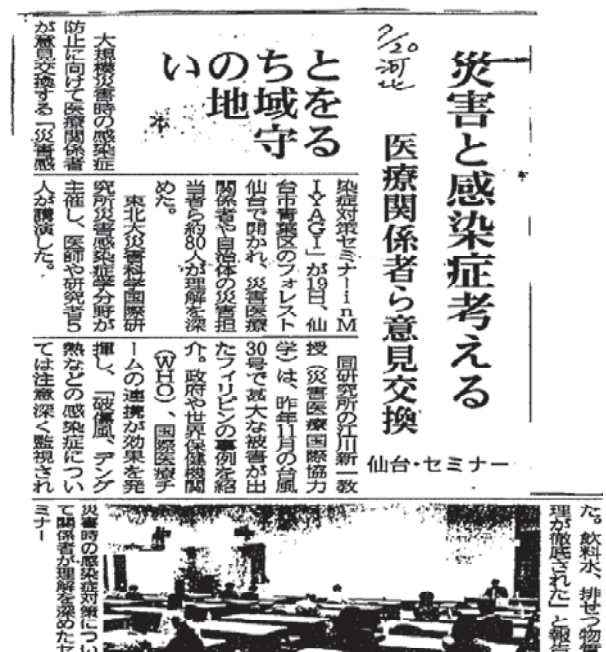 7/20
河北
災害と感染症考える
医療関係者ら意見交換
仙台・セミナー
いのち
と地域
を守る
大規模災害時の感染症
防止に向けて医療関係者
が意見交換する「災害感
染症対策セミナーinM
IYAGI」が19日、仙
台市青葉区のフォレスト
仙台で開かれ、災害医療
関係者や自治体の災害担
当者ら約80人が理解を深
めた。
東北大災害科学国際研
究所災害感染症学分野が
主催し、医師や研究者5
人が講演した。
同研究所の江川新一教
授(災害医療国際協力
学)は、昨年11月の台風
30号で甚大な被害が出
たフィリピンの事例を紹
介。政府や世界保健機関
(WHO)、国際医療チ
ームの連携が効果を発
揮し、「破傷風、デング
熱などの感染症につい
ては注意深く監視され
た。飲料水、排せつ物管
理が徹底された」と報告
災害時の感染症対策につい
て関係者が理解を深めたセ
ミナー